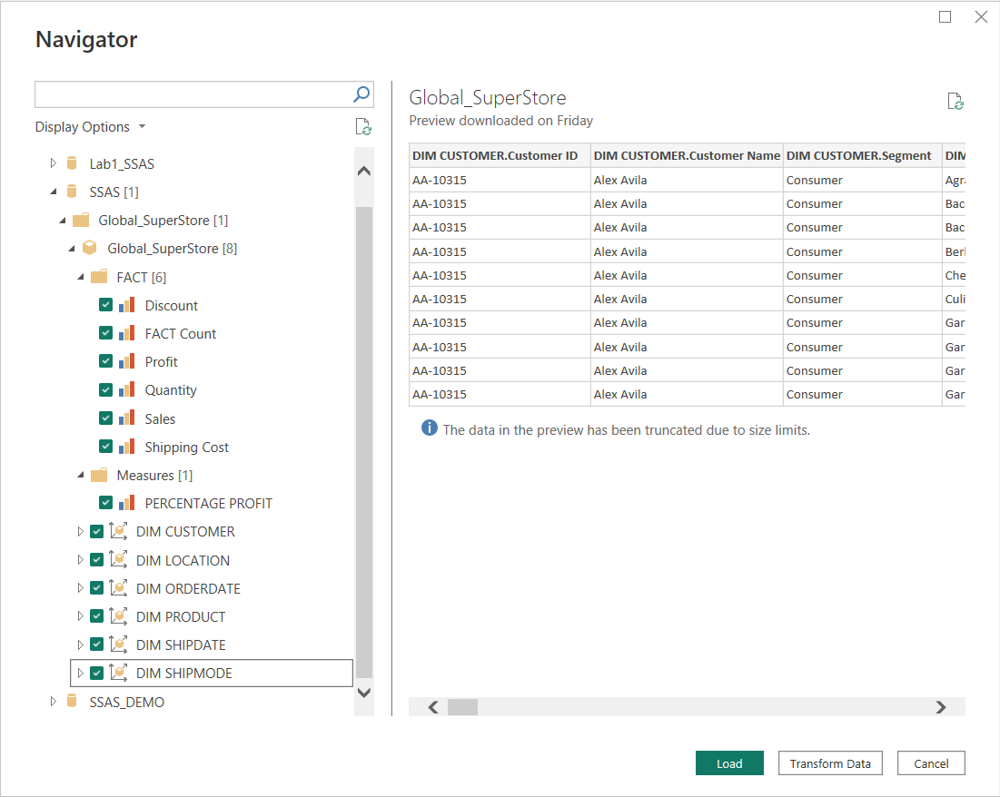 Navigator
Display Options
Lab1_SSAS
SSAS [1]
Global_SuperStore [1]
Global_SuperStore [8]
FACT [6]
Discount
FACT Count
Profit
Quantity
Sales
Shipping Cost
Measures [1]
PERCENTAGE PROFIT
DIM CUSTOMER
DIM LOCATION
DIM ORDERDATE
DIM PRODUCT
DIM SHIPDATE
DIM SHIPMODE
SSAS_DEMO
Global_SuperStore
Preview downloaded on Friday
DIM CUSTOMER.Customer ID DIM CUSTOMER.Customer Name DIM CUSTOMER.Segment DIM
AA-10315 Alex Avila Consumer Agr
AA-10315 Alex Avila Consumer Bac
AA-10315 Alex Avila Consumer Bac
AA-10315 Alex Avila Consumer Berl
AA-10315 Alex Avila Consumer Che
AA-10315 Alex Avila Consumer Culi
AA-10315 Alex Avila Consumer Gar
AA-10315 Alex Avila Consumer Gar
AA-10315 Alex Avila Consumer Gar
AA-10315 Alex Avila Consumer Gar
The data in the preview has been truncated due to size limits.
Load Transform Data Cancel